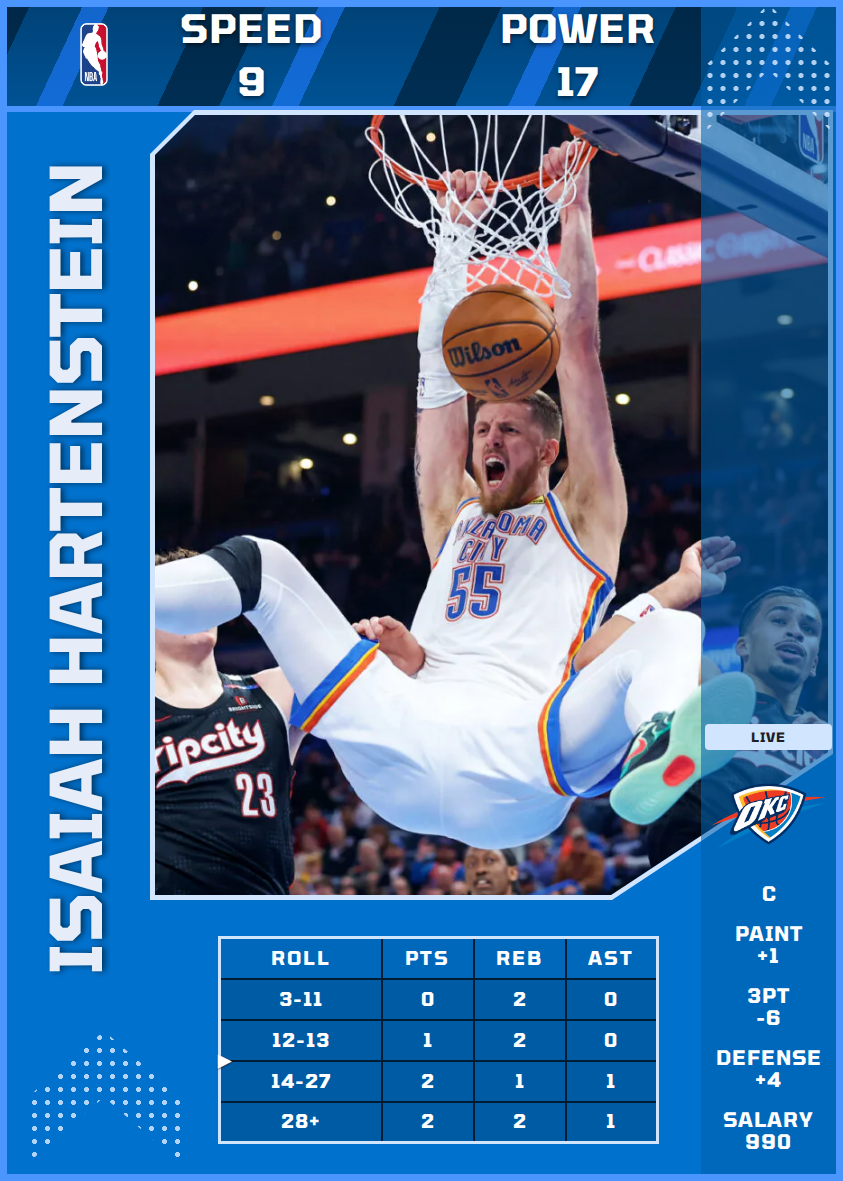 SPEED
9
POWER
17
NBA
NBA
ISAIAH HARTENSTEIN
Wilson
OKLAHOMA
CITY
55
BRIGHTSIDE
ripcity
23
LIVE
OKC
C
PAINT
+1
3PT
-6
DEFENSE
+4
SALARY
990
ROLL PTS REB AST
3-11 0 2 0
12-13 1 2 0
14-27 2 1 1
28+ 2 2 1